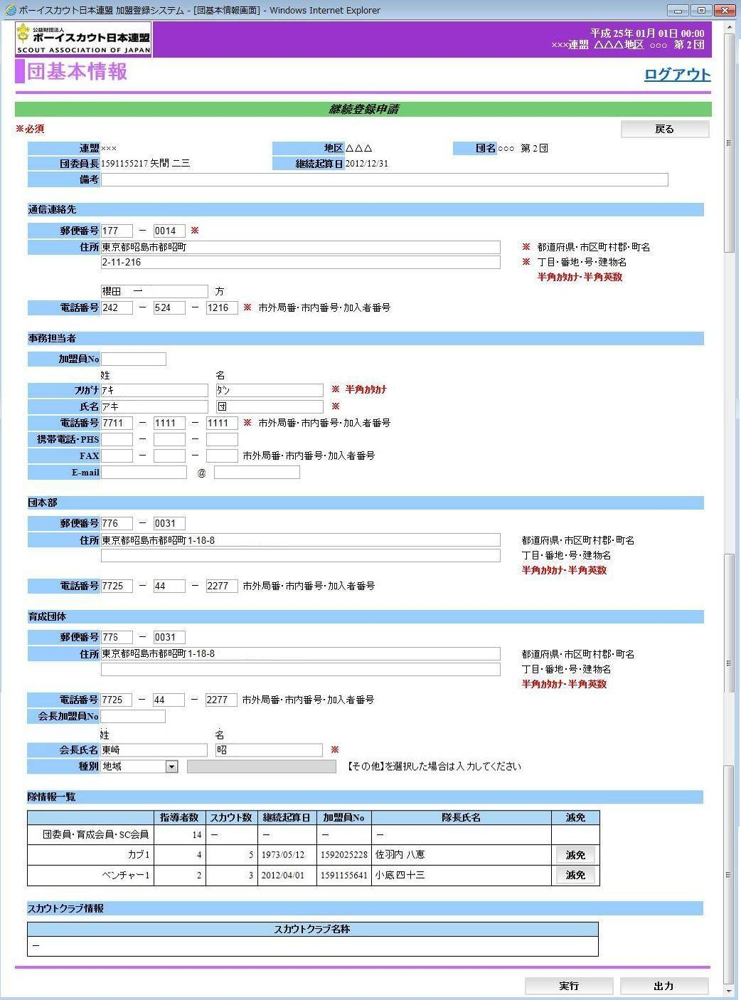 ボーイスカウト日本連盟 加盟登録システム - [団基本情報画面] - Windows Internet Explorer
公益財団法人
ボーイスカウト日本連盟
SCOUT ASSOCIATION OF JAPAN
平成 25年 01月 01日 00:00
×××連盟 △△△地区 ○○○ 第２団
団基本情報
ログアウト
継続登録申請
※必須
戻る
連盟 ××× 地区 △△△ 団名 ○○○ 第２団
団委員長 1591155217 矢間 二三 継続起算日 2012/12/31
備考
通信連絡先
郵便番号 177 － 0014 ※
住所 東京都昭島市都昭町 ※ 都道府県・市区町村郡・町名
2-11-216 ※ 丁目・番地・号・建物名
半角ｶﾀｶﾅ・半角英数
櫻田 一 方
電話番号 242 － 524 － 1216 ※ 市外局番・市内番号・加入者番号
事務担当者
加盟員No
姓 名
ﾌﾘｶﾞﾅ ｱｷ ﾀﾞﾝ ※ 半角ｶﾀｶﾅ
氏名 アキ 団 ※
電話番号 7711 － 1111 － 1111 ※ 市外局番・市内番号・加入者番号
携帯電話・PHS － －
FAX － － 市外局番・市内番号・加入者番号
E-mail @
団本部
郵便番号 776 － 0031
住所 東京都昭島市都昭町1-18-8 都道府県・市区町村郡・町名
丁目・番地・号・建物名
半角ｶﾀｶﾅ・半角英数
電話番号 7725 － 44 － 2277 市外局番・市内番号・加入者番号
育成団体
郵便番号 776 － 0031
住所 東京都昭島市都昭町1-18-8 都道府県・市区町村郡・町名
丁目・番地・号・建物名
半角ｶﾀｶﾅ・半角英数
電話番号 7725 － 44 － 2277 市外局番・市内番号・加入者番号
会長加盟員No
姓 名
会長氏名 東崎 昭 ※
種別 地域 【その他】を選択した場合は入力してください
隊情報一覧
指導者数 スカウト数 継続起算日 加盟員No 隊長氏名 減免
団委員・育成会員・SC会員 14 － － － －
カブ1 4 5 1973/05/12 1592025228 佐羽内 八恵 減免
ベンチャー1 2 3 2012/04/01 1591155641 小底 四十三 減免
スカウトクラブ情報
スカウトクラブ名称
－
実行 出力